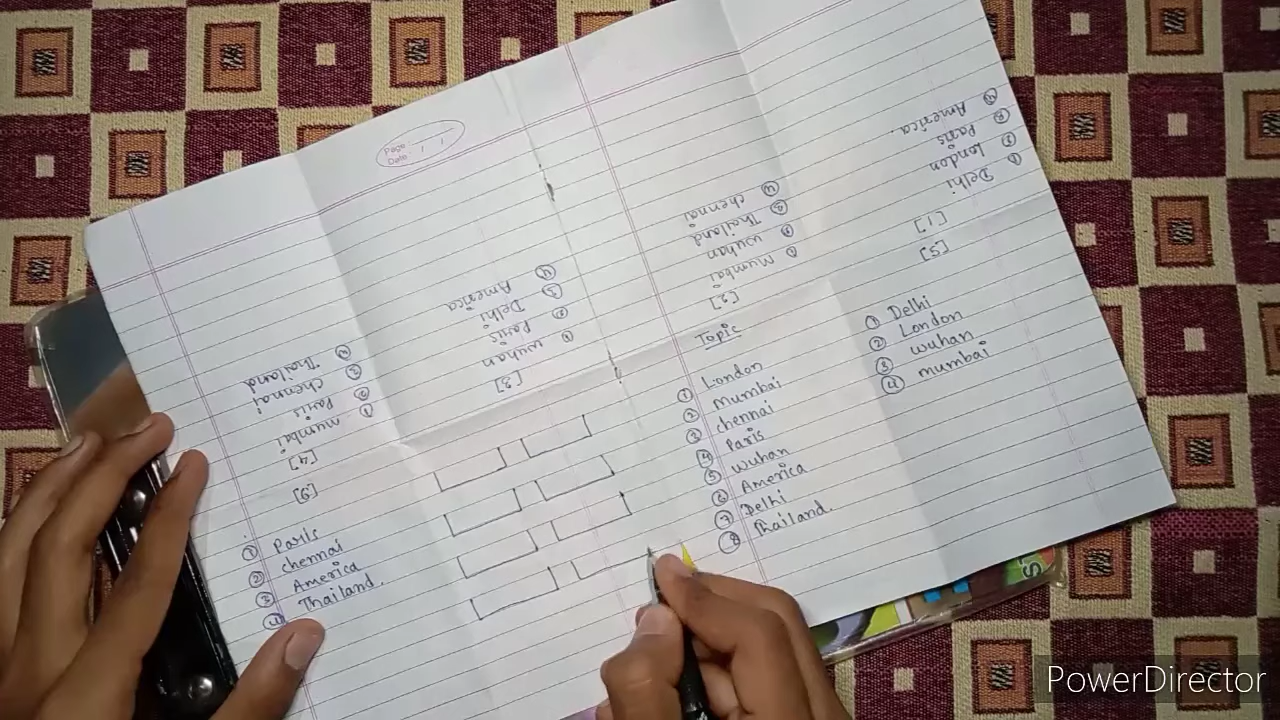 Page
Date
[4]
① mumbai
② Paris
③ chennai
④ Thailand
[3]
① wuhan
② Paris
③ Delhi
④ America
[2]
① Mumbai
② wuhan
③ Thailand
④ chennai
[1]
① Delhi
② London
③ Paris
④ America.
① Paris
② chennai
③ America
④ Thailand.
Topic
① London
② Mumbai
③ chennai
④ Paris
⑤ wuhan
⑥ America
⑦ Delhi
⑧ Thailand.
[5]
① Delhi
② London
③ wuhan
④ mumbai
PowerDirector